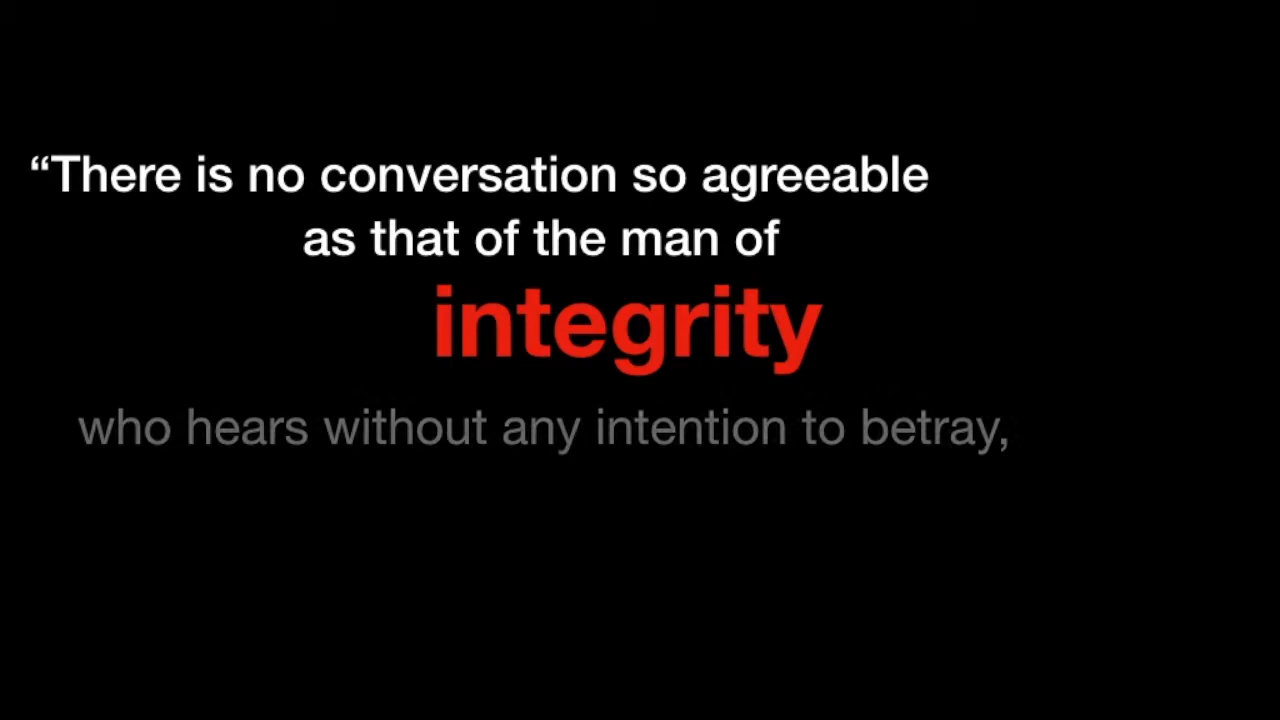 “There is no conversation so agreeable
as that of the man of
integrity
who hears without any intention to betray,